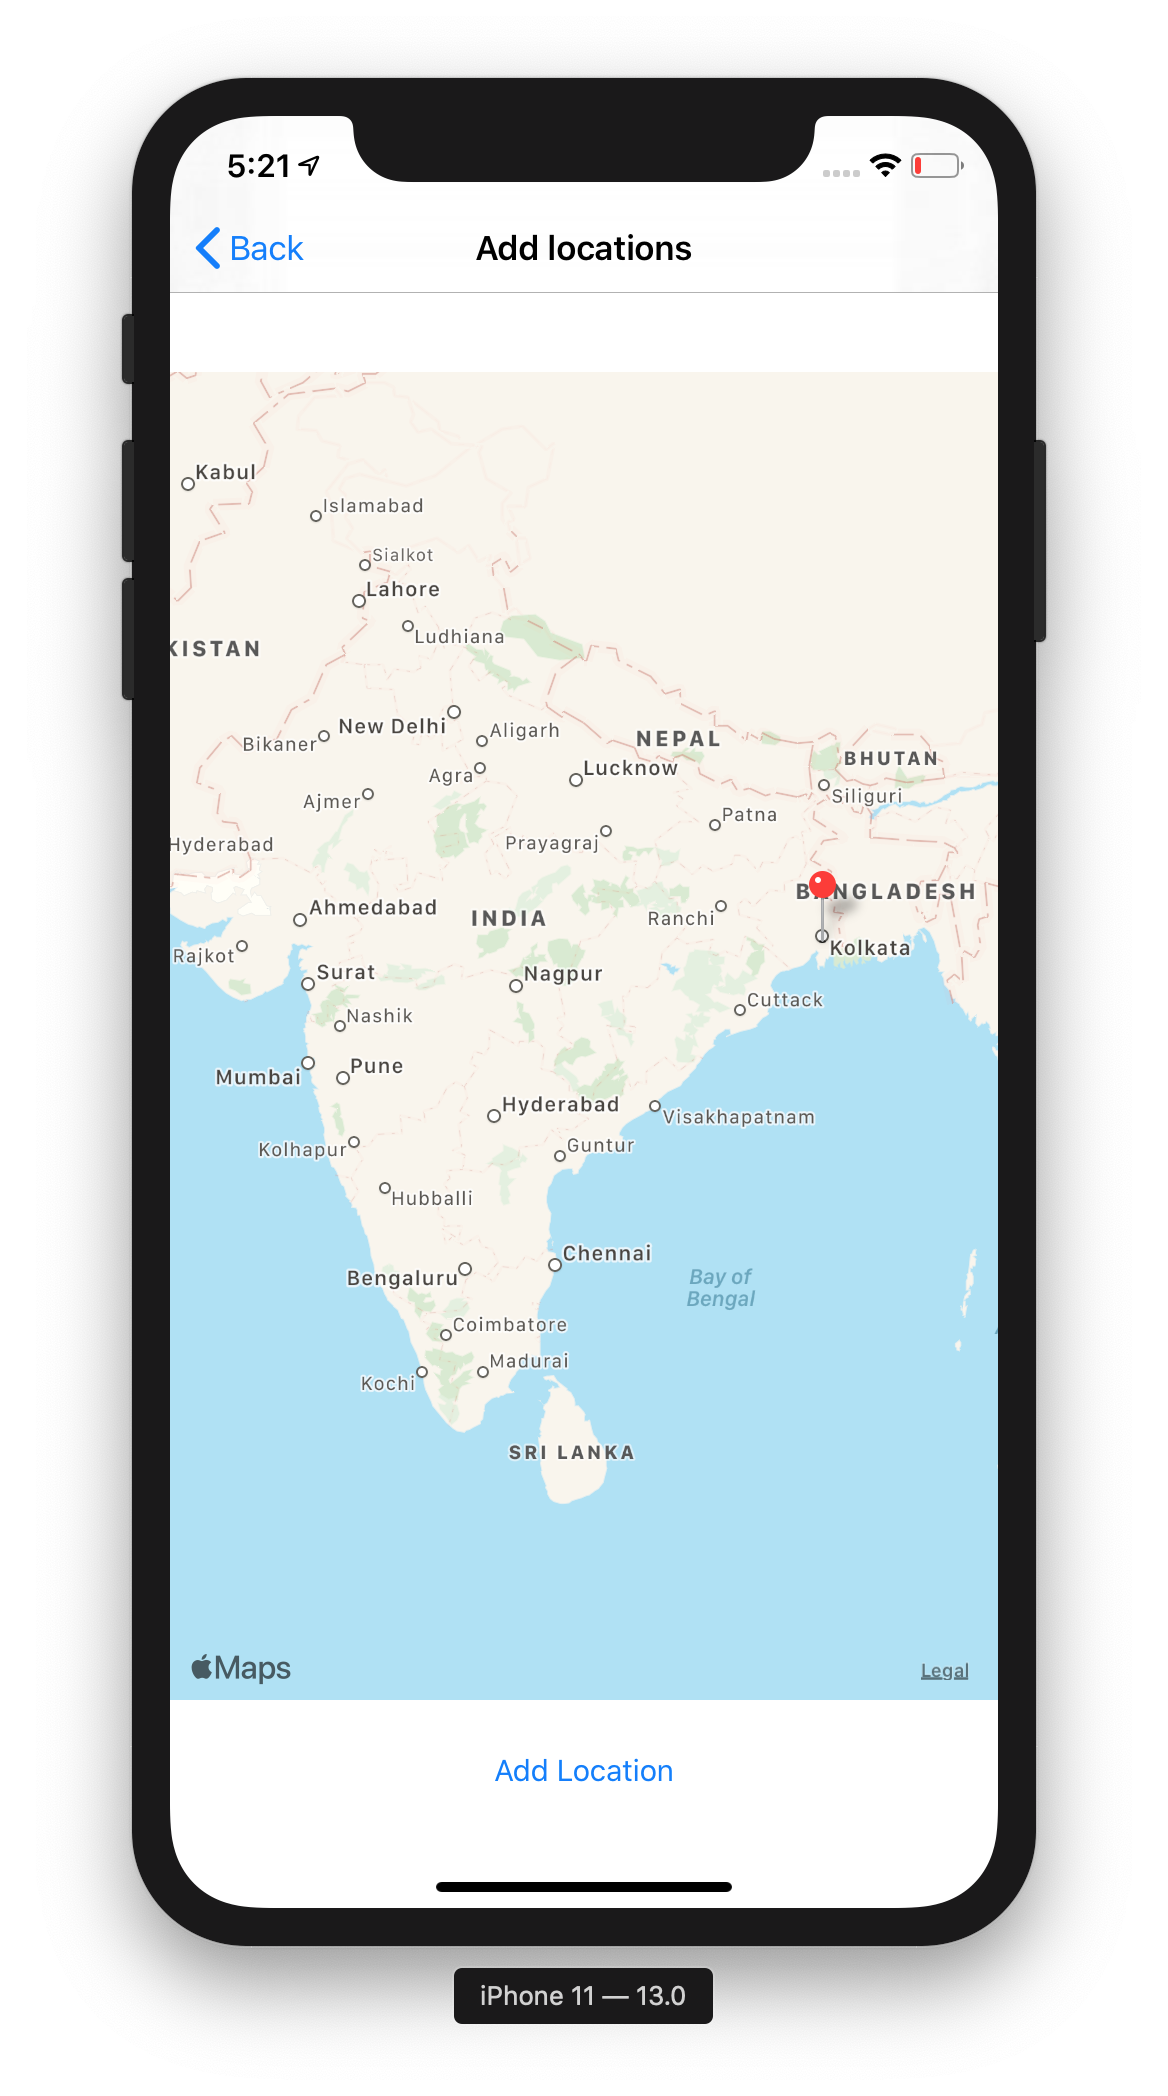 5:21
Back
Add locations
Kabul
Islamabad
Sialkot
Lahore
Ludhiana
KISTAN
New Delhi
Aligarh
Bikaner
NEPAL
BHUTAN
Agra
Lucknow
Siliguri
Ajmer
Patna
Prayagraj
Hyderabad
BANGLADESH
Ahmedabad
INDIA
Ranchi
Kolkata
Rajkot
Surat
Nagpur
Cuttack
Nashik
Mumbai
Pune
Hyderabad
Visakhapatnam
Kolhapur
Guntur
Hubballi
Chennai
Bengaluru
Bay of
Bengal
Coimbatore
Madurai
Kochi
SRI LANKA
Maps
Legal
Add Location
iPhone 11 — 13.0